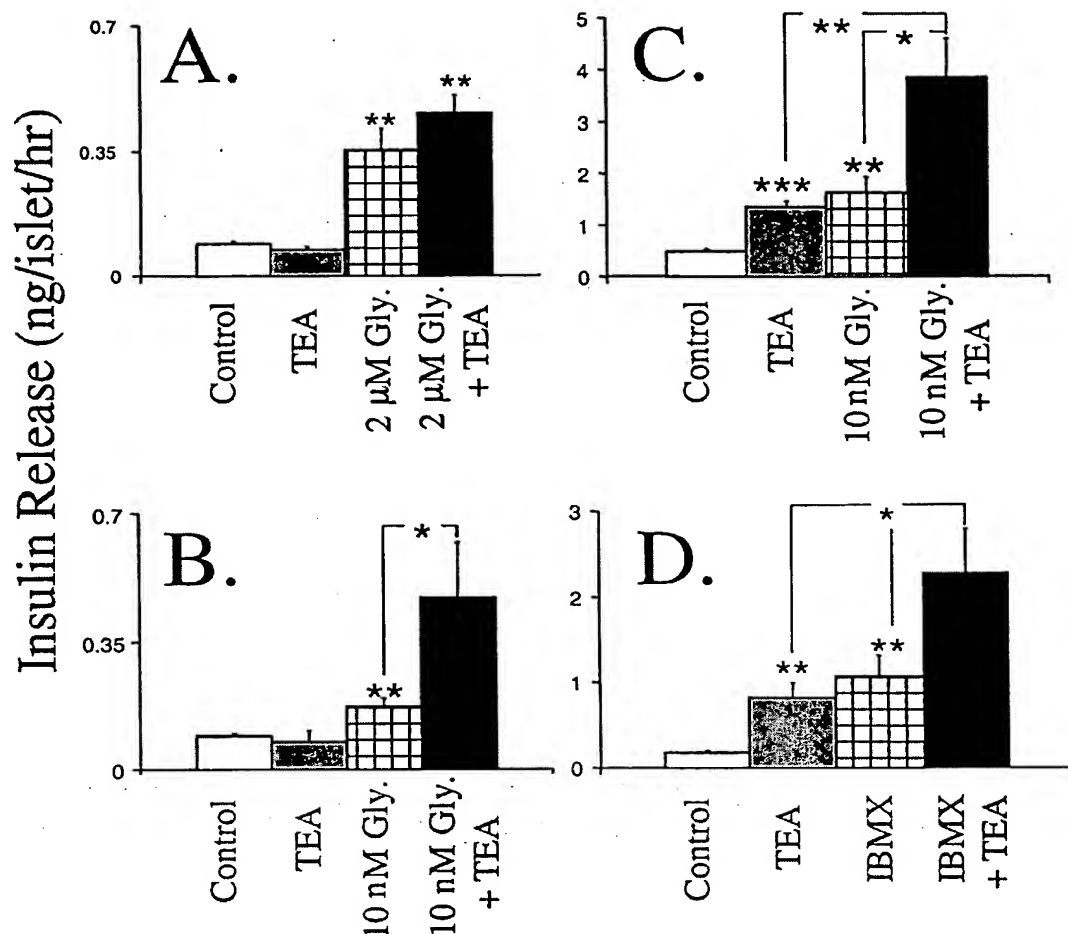 Insulin Release (ng/islet/hr)
A.
0.7
0.35
0
**
**
Control
TEA
2 µM Gly.
2 µM Gly.
+ TEA
C.
5
4
3
2
1
0
**
*
***
**
Control
TEA
10 nM Gly.
10 nM Gly.
+ TEA
B.
0.7
0.35
0
*
**
Control
TEA
10 nM Gly.
10 nM Gly.
+ TEA
D.
3
2
1
0
*
**
**
Control
TEA
IBMX
IBMX
+ TEA